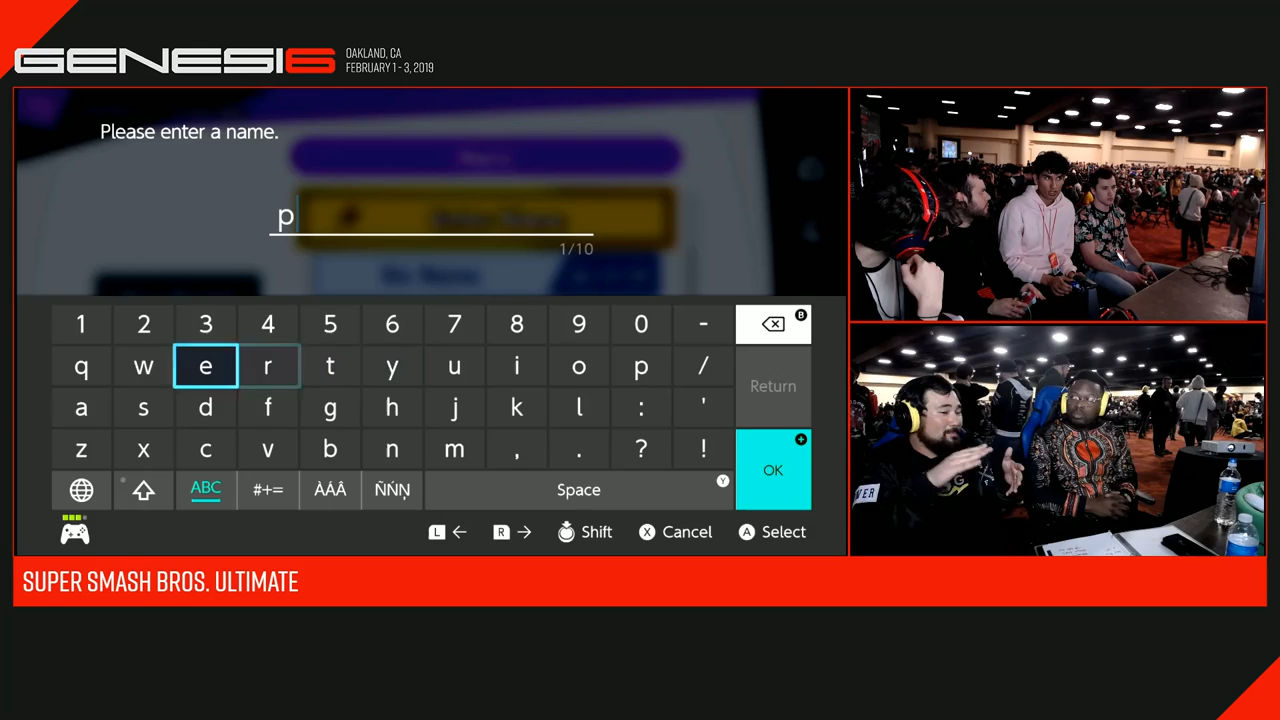 GENESIS6
OAKLAND, CA
FEBRUARY 1 - 3, 2019
Please enter a name.
p
1/10
1 2 3 4 5 6 7 8 9 0 -
B
q w e r t y u i o p /
Return
a s d f g h j k l : '
z x c v b n m , . ? !
+
OK
ABC #+= ÀÁÂ ÑŃŅ Space Y
L ← R → Shift X Cancel A Select
SUPER SMASH BROS. ULTIMATE